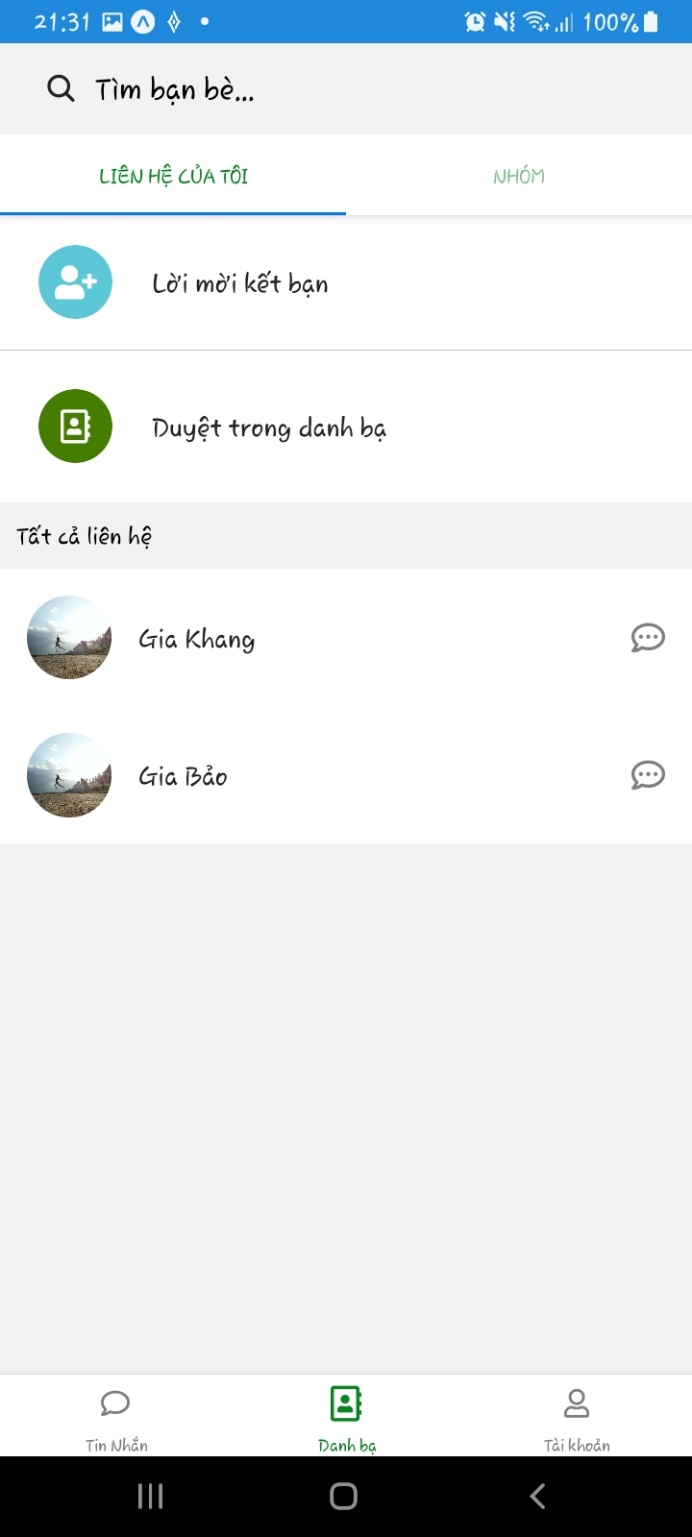 21:31 100%
Tìm bạn bè...
LIÊN HỆ CỦA TÔI NHÓM
Lời mời kết bạn
Duyệt trong danh bạ
Tất cả liên hệ
Gia Khang
Gia Bảo
Tin Nhắn Danh bạ Tài khoản